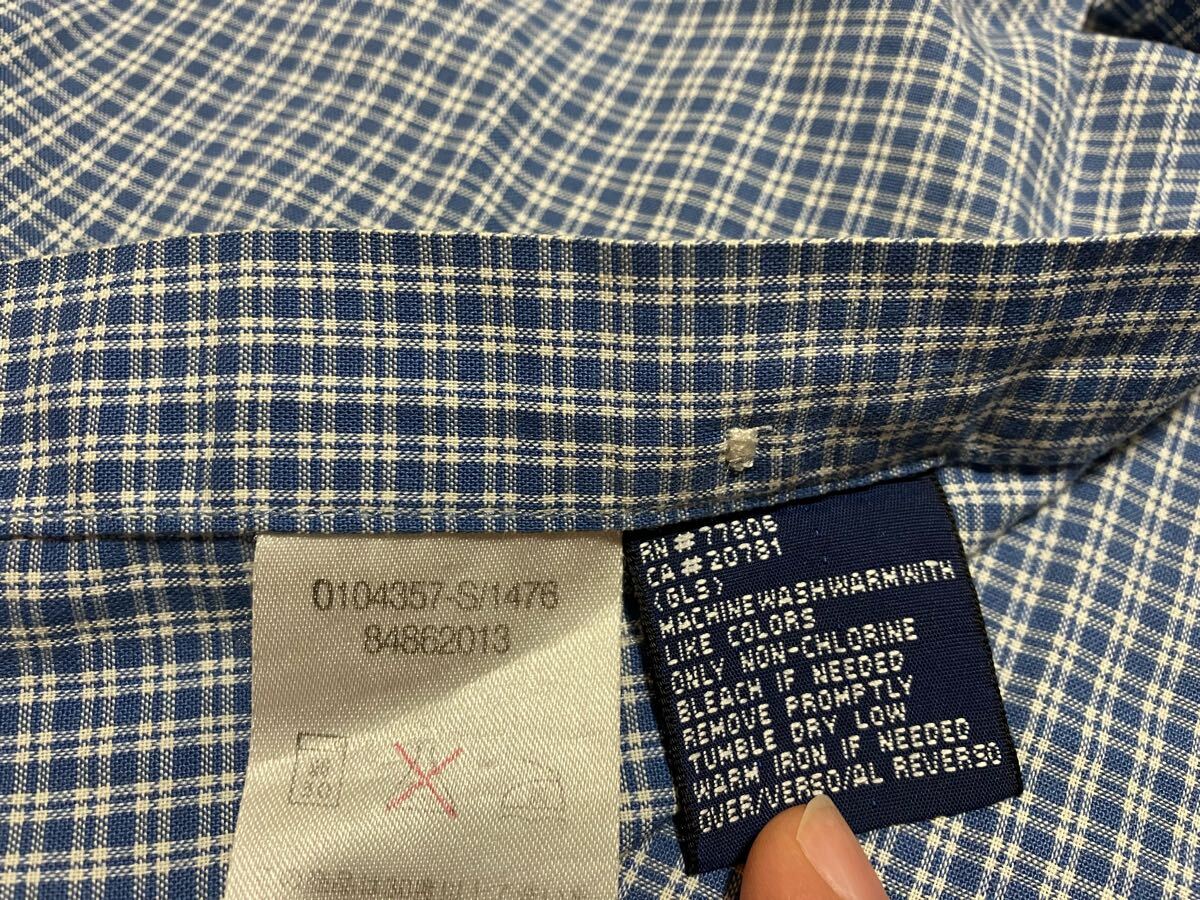 0104357-S/1476
84862013
40
RN # 77806
CA # 20781
(GLS)
MACHINE WASH WARM WITH
LIKE COLORS
ONLY NON-CHLORINE
BLEACH IF NEEDED
REMOVE PROMPTLY
TUMBLE DRY LOW
WARM IRON IF NEEDED
OVER/VERSO/AL REVERSO